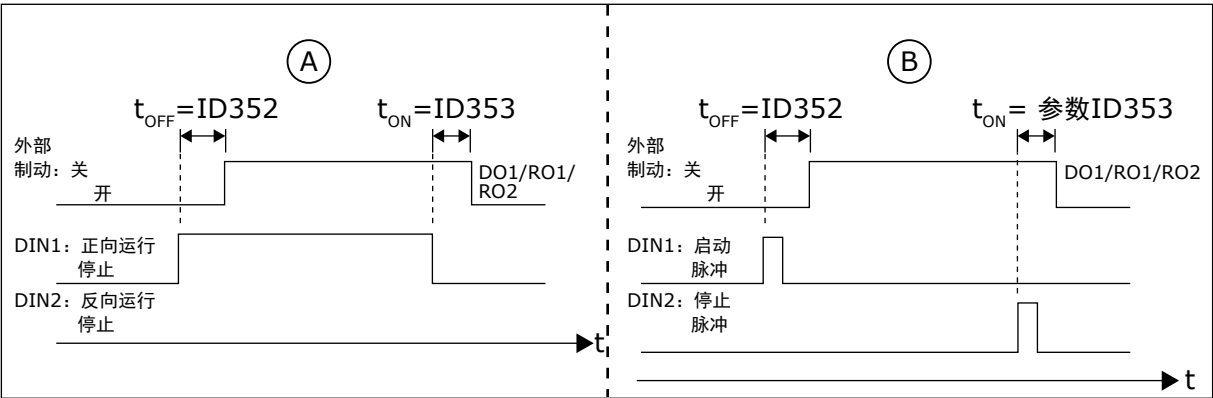 A
t_OFF=ID352
t_ON=ID353
外部
制动：关
开
DO1/RO1/
RO2
DIN1：正向运行
停止
DIN2：反向运行
停止
t
B
t_OFF=ID352
t_ON= 参数ID353
外部
制动：关
开
DO1/RO1/RO2
DIN1：启动
脉冲
DIN2：停止
脉冲
t